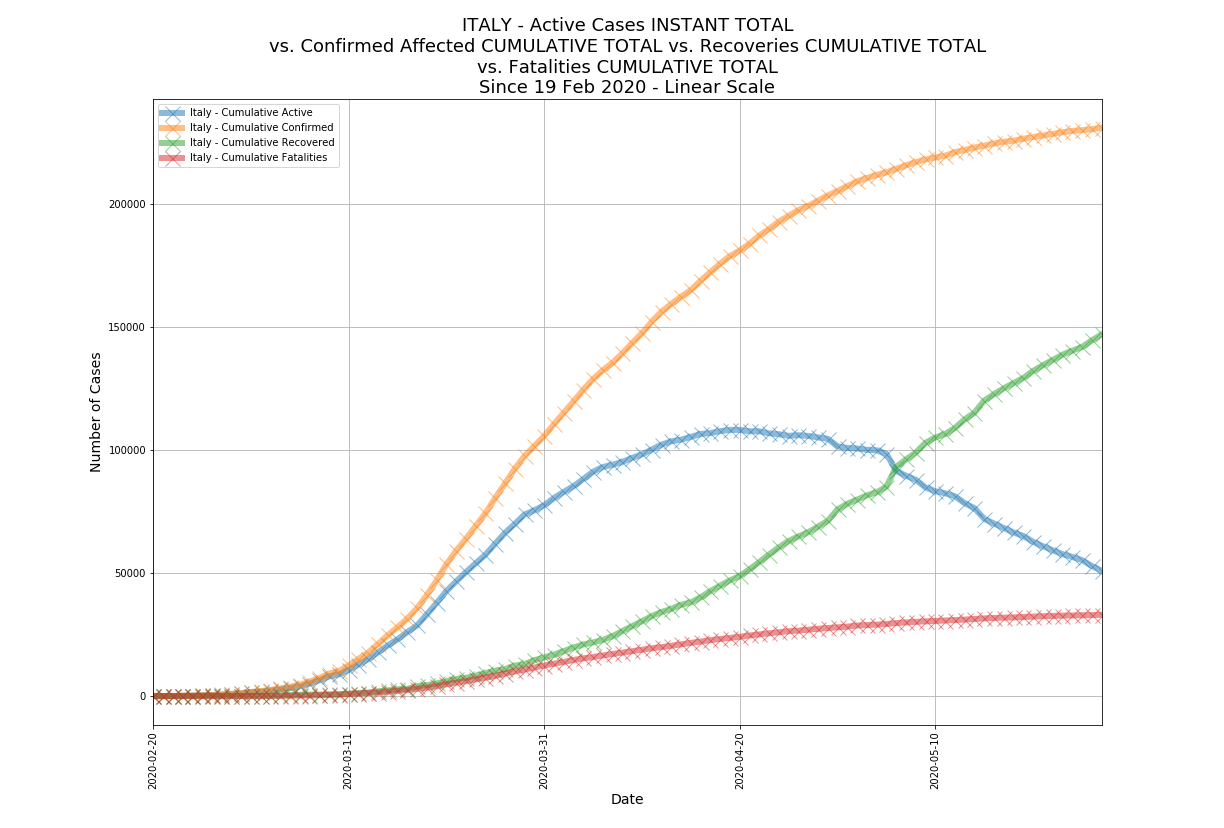 ITALY - Active Cases INSTANT TOTAL
vs. Confirmed Affected CUMULATIVE TOTAL vs. Recoveries CUMULATIVE TOTAL
vs. Fatalities CUMULATIVE TOTAL
Since 19 Feb 2020 - Linear Scale
Italy - Cumulative Active
Italy - Cumulative Confirmed
Italy - Cumulative Recovered
Italy - Cumulative Fatalities
Number of Cases
200000
150000
100000
50000
0
2020-02-20
2020-03-11
2020-03-31
2020-04-20
2020-05-10
Date